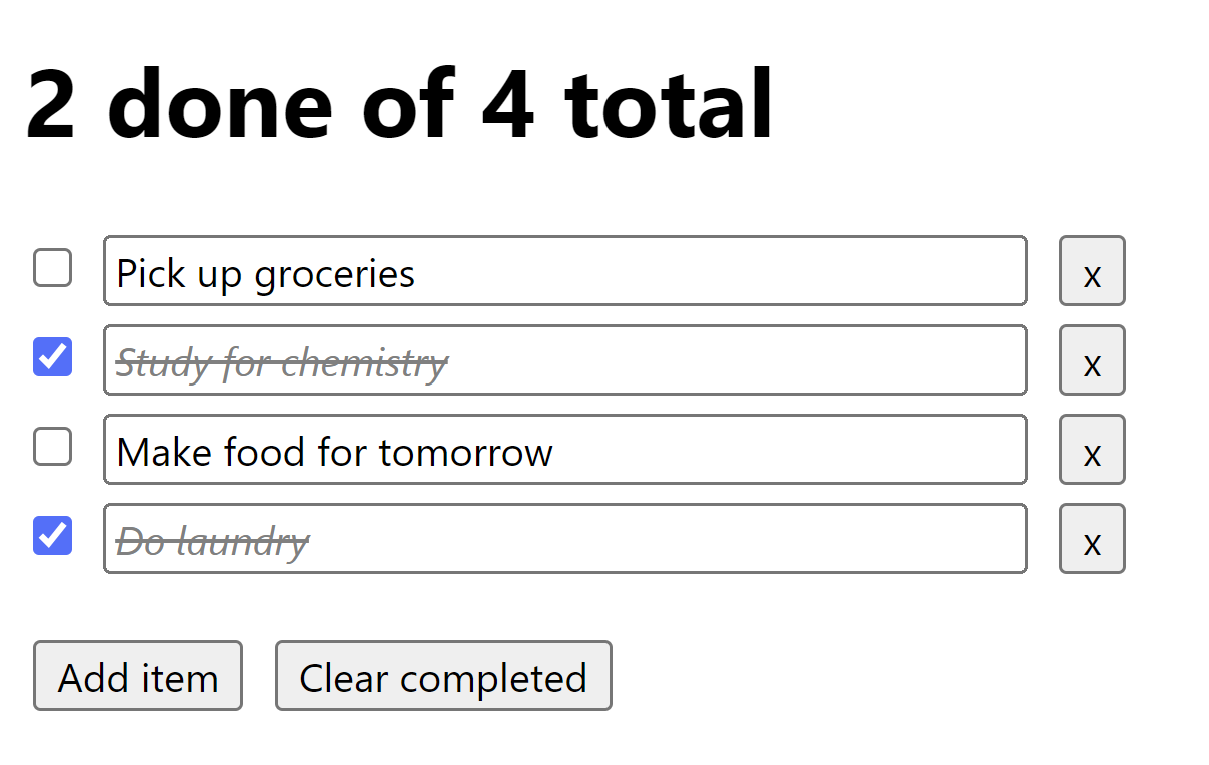 2 done of 4 total
Pick up groceries x
Study for chemistry x
Make food for tomorrow x
Do laundry x
Add item Clear completed